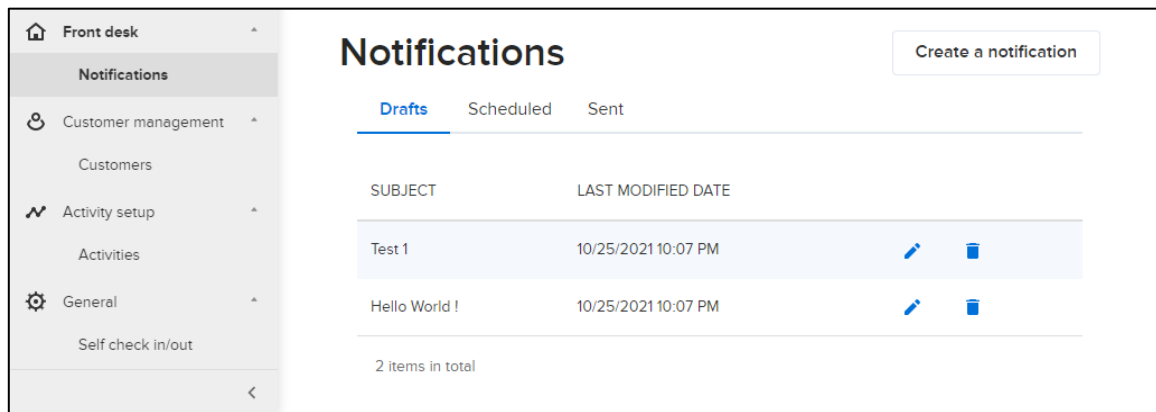 Front desk
Notifications
Customer management
Customers
Activity setup
Activities
General
Self check in/out
Notifications
Create a notification
Drafts Scheduled Sent
SUBJECT LAST MODIFIED DATE
Test 1 10/25/2021 10:07 PM
Hello World ! 10/25/2021 10:07 PM
2 items in total